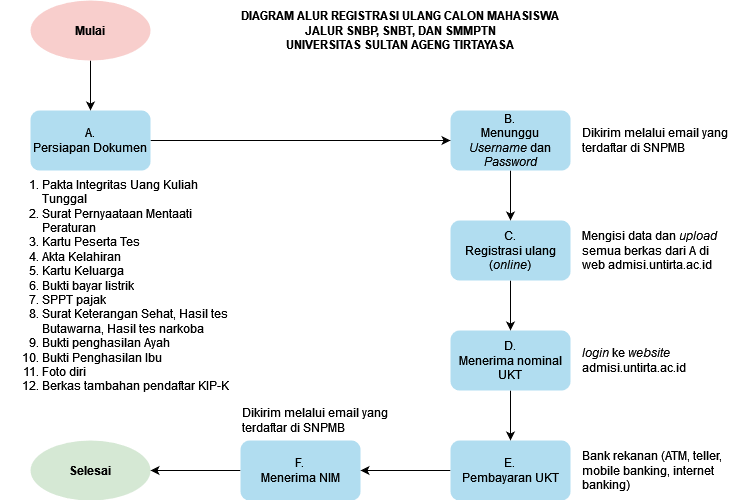 DIAGRAM ALUR REGISTRASI ULANG CALON MAHASISWA
JALUR SNBP, SNBT, DAN SMMPTN
UNIVERSITAS SULTAN AGENG TIRTAYASA
Mulai
A.
Persiapan Dokumen
1. Pakta Integritas Uang Kuliah
Tunggal
2. Surat Pernyaataan Mentaati
Peraturan
3. Kartu Peserta Tes
4. Akta Kelahiran
5. Kartu Keluarga
6. Bukti bayar listrik
7. SPPT pajak
8. Surat Keterangan Sehat, Hasil tes
Butawarna, Hasil tes narkoba
9. Bukti penghasilan Ayah
10. Bukti Penghasilan Ibu
11. Foto diri
12. Berkas tambahan pendaftar KIP-K
B.
Menunggu
Username dan
Password
Dikirim melalui email yang
terdaftar di SNPMB
C.
Registrasi ulang
(online)
Mengisi data dan upload
semua berkas dari A di
web admisi.untirta.ac.id
D.
Menerima nominal
UKT
login ke website
admisi.untirta.ac.id
E.
Pembayaran UKT
Bank rekanan (ATM, teller,
mobile banking, internet
banking)
Dikirim melalui email yang
terdaftar di SNPMB
F.
Menerima NIM
Selesai